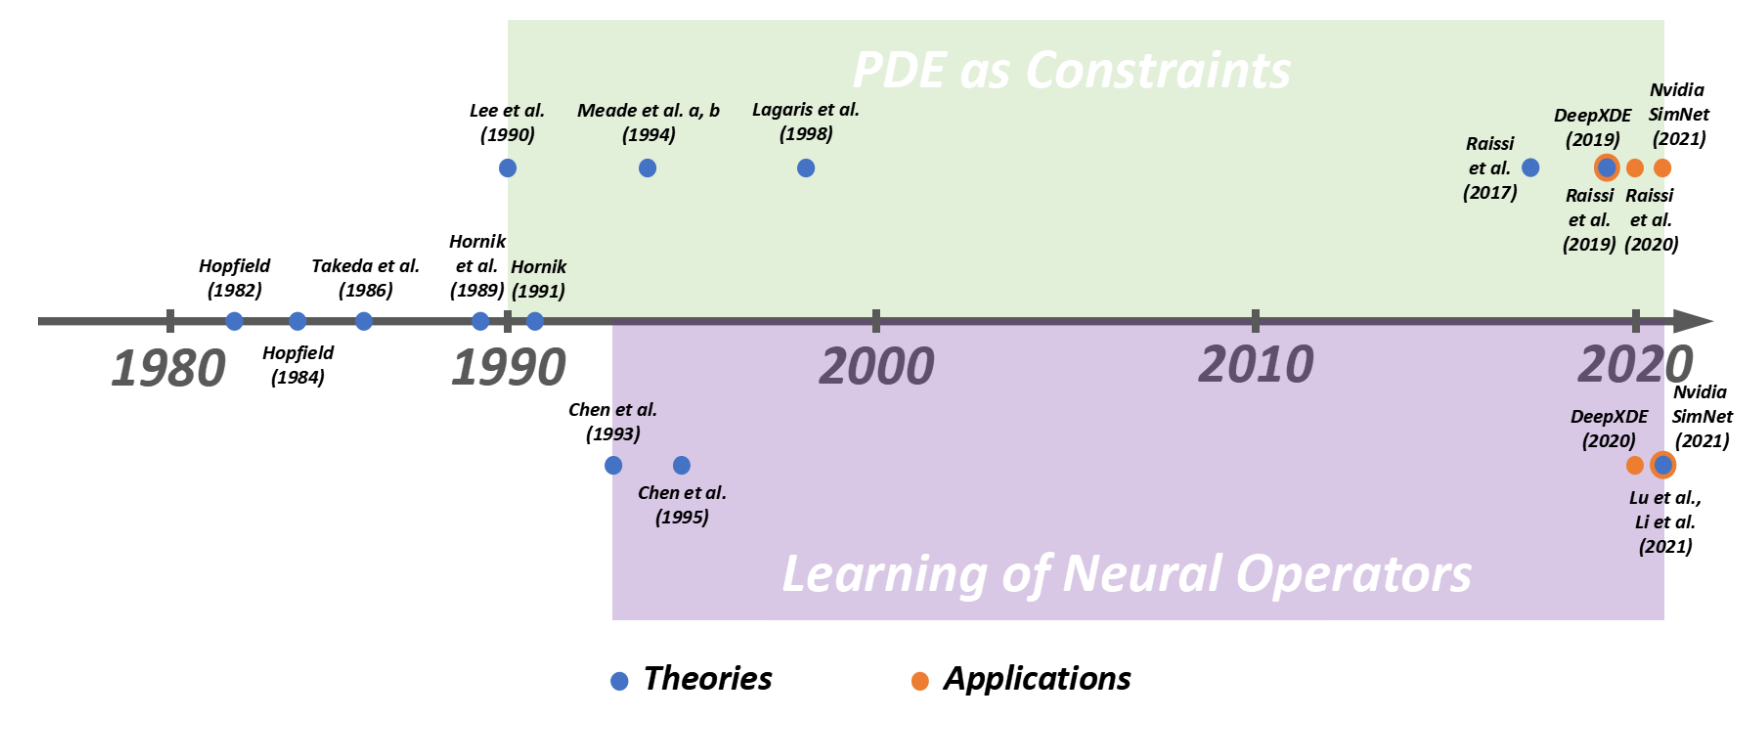 PDE as Constraints
Lee et al.
(1990)
Meade et al. a, b
(1994)
Lagaris et al.
(1998)
Raissi
et al.
(2017)
DeepXDE
(2019)
Nvidia
SimNet
(2021)
Raissi
et al.
(2019)
Raissi
et al.
(2020)
Hopfield
(1982)
Takeda et al.
(1986)
Hornik
et al.
(1989)
Hornik
(1991)
Hopfield
(1984)
1980
1990
2000
2010
2020
Chen et al.
(1993)
Chen et al.
(1995)
DeepXDE
(2020)
Nvidia
SimNet
(2021)
Lu et al.,
Li et al.
(2021)
Learning of Neural Operators
Theories
Applications